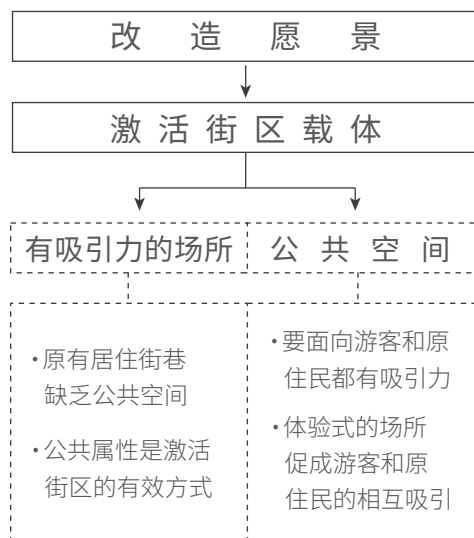 改造愿景
激活街区载体
有吸引力的场所
公共空间
·原有居住街巷
缺乏公共空间
·公共属性是激活
街区的有效方式
·要面向游客和原
住民都有吸引力
·体验式的场所
促成游客和原
住民的相互吸引